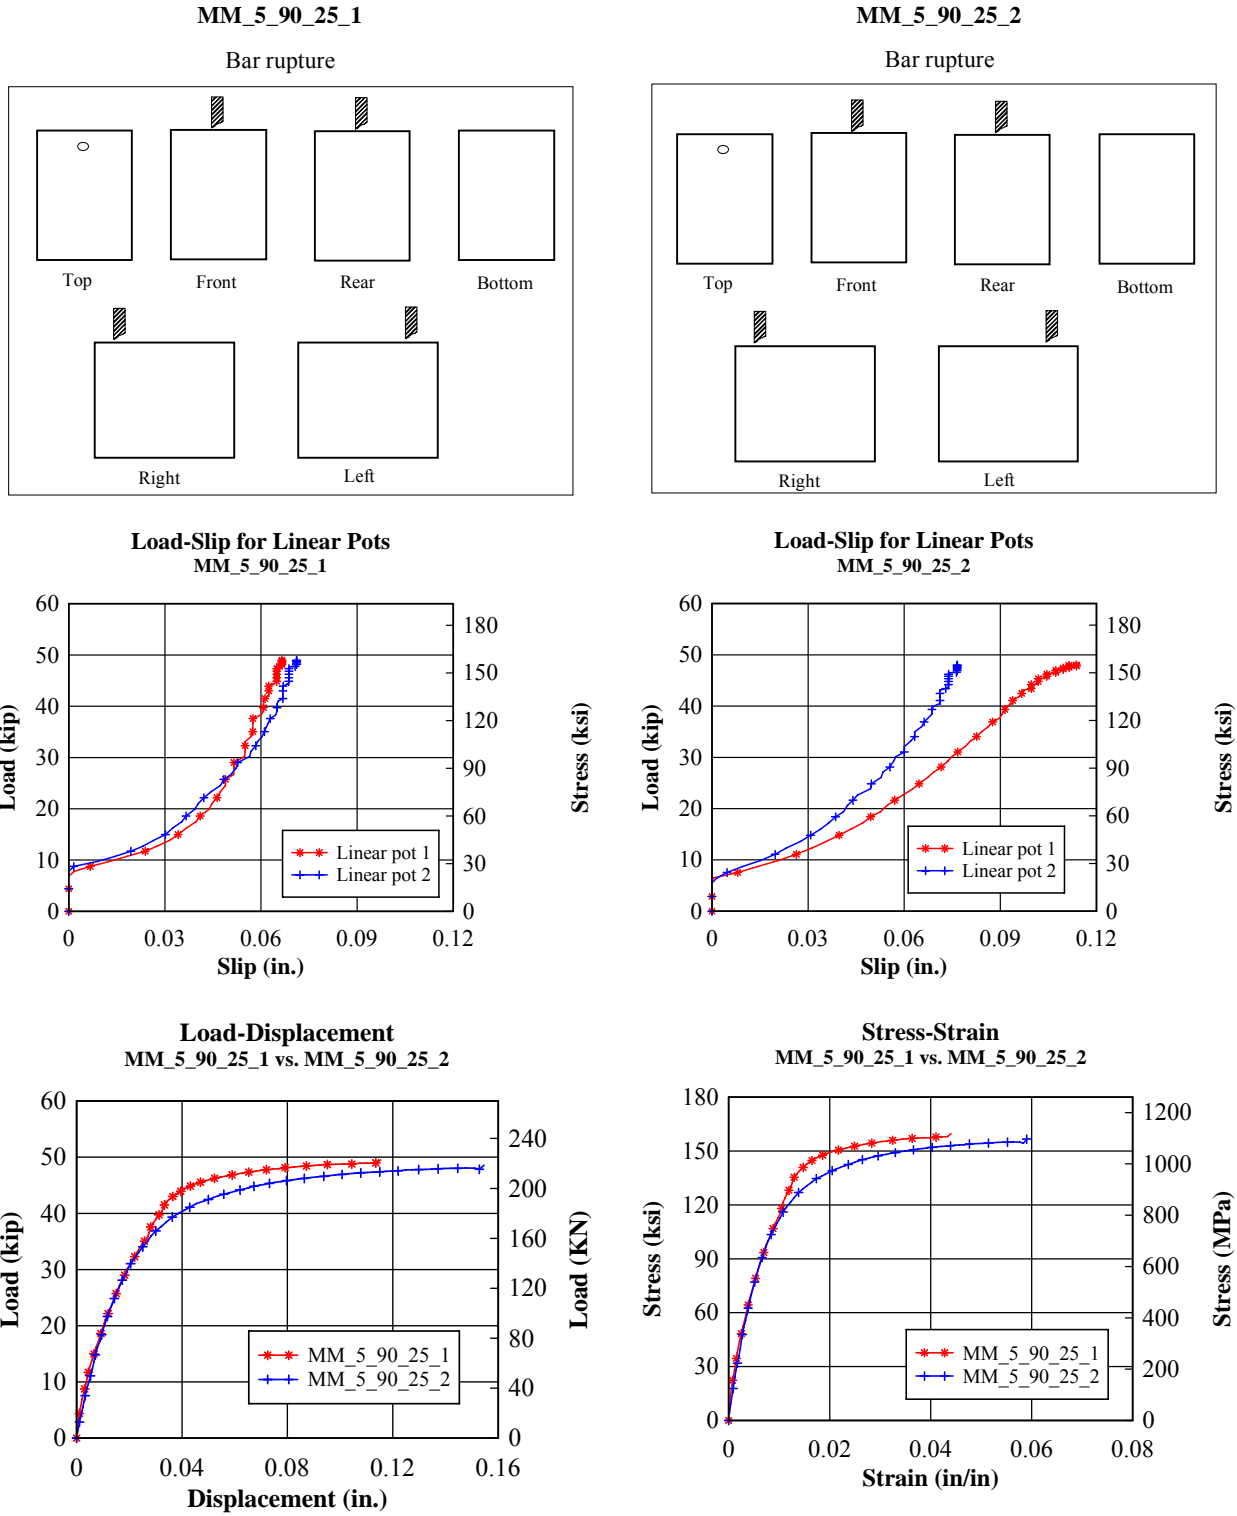 MM_5_90_25_1
MM_5_90_25_2
Bar rupture
Bar rupture
Top
Front
Rear
Bottom
Right
Left
Top
Front
Rear
Bottom
Right
Left
Load-Slip for Linear Pots
MM_5_90_25_1
60
50
40
30
20
10
0
Load (kip)
180
150
120
90
60
30
0
Stress (ksi)
Linear pot 1
Linear pot 2
0 0.03 0.06 0.09 0.12
Slip (in.)
Load-Slip for Linear Pots
MM_5_90_25_2
60
50
40
30
20
10
0
Load (kip)
180
150
120
90
60
30
0
Stress (ksi)
Linear pot 1
Linear pot 2
0 0.03 0.06 0.09 0.12
Slip (in.)
Load-Displacement
MM_5_90_25_1 vs. MM_5_90_25_2
60
50
40
30
20
10
0
Load (kip)
240
200
160
120
80
40
0
Load (KN)
MM_5_90_25_1
MM_5_90_25_2
0 0.04 0.08 0.12 0.16
Displacement (in.)
Stress-Strain
MM_5_90_25_1 vs. MM_5_90_25_2
180
150
120
90
60
30
0
Stress (ksi)
1200
1000
800
600
400
200
0
Stress (MPa)
MM_5_90_25_1
MM_5_90_25_2
0 0.02 0.04 0.06 0.08
Strain (in/in)